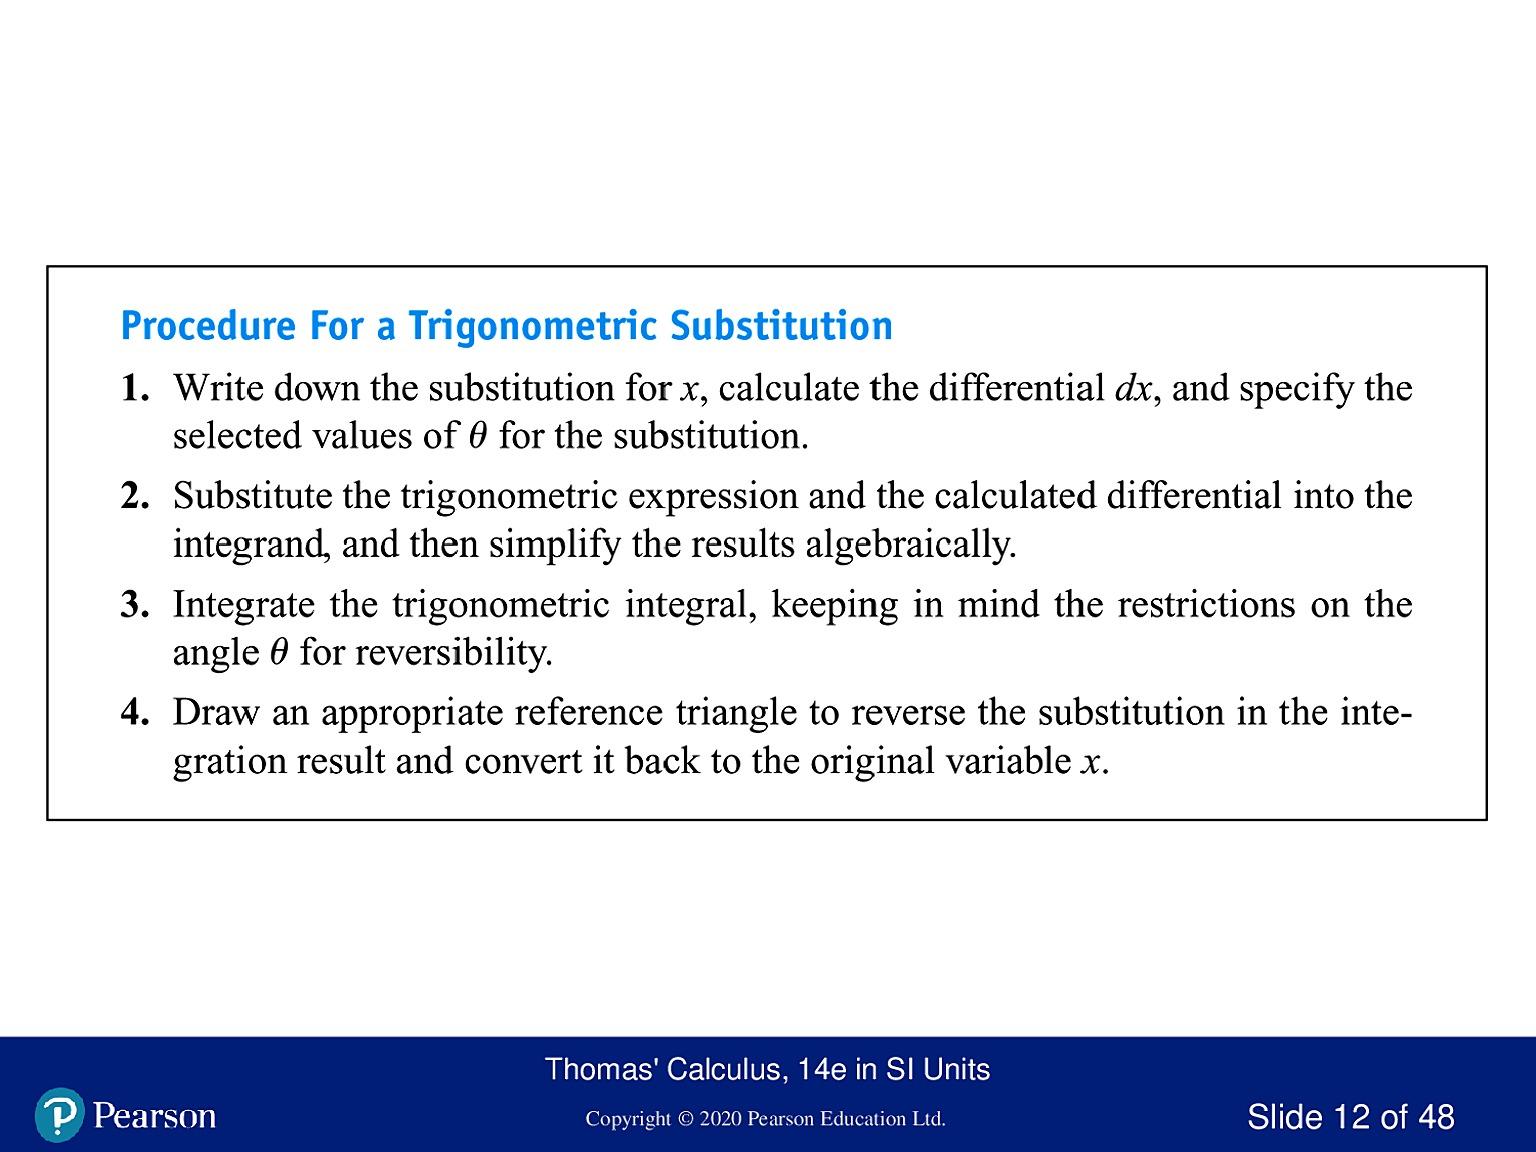 Procedure For a Trigonometric Substitution
1. Write down the substitution for x, calculate the differential dx, and specify the
selected values of θ for the substitution.
2. Substitute the trigonometric expression and the calculated differential into the
integrand, and then simplify the results algebraically.
3. Integrate the trigonometric integral, keeping in mind the restrictions on the
angle θ for reversibility.
4. Draw an appropriate reference triangle to reverse the substitution in the inte-
gration result and convert it back to the original variable x.
Thomas' Calculus, 14e in SI Units
Pearson
Copyright © 2020 Pearson Education Ltd.
Slide 12 of 48